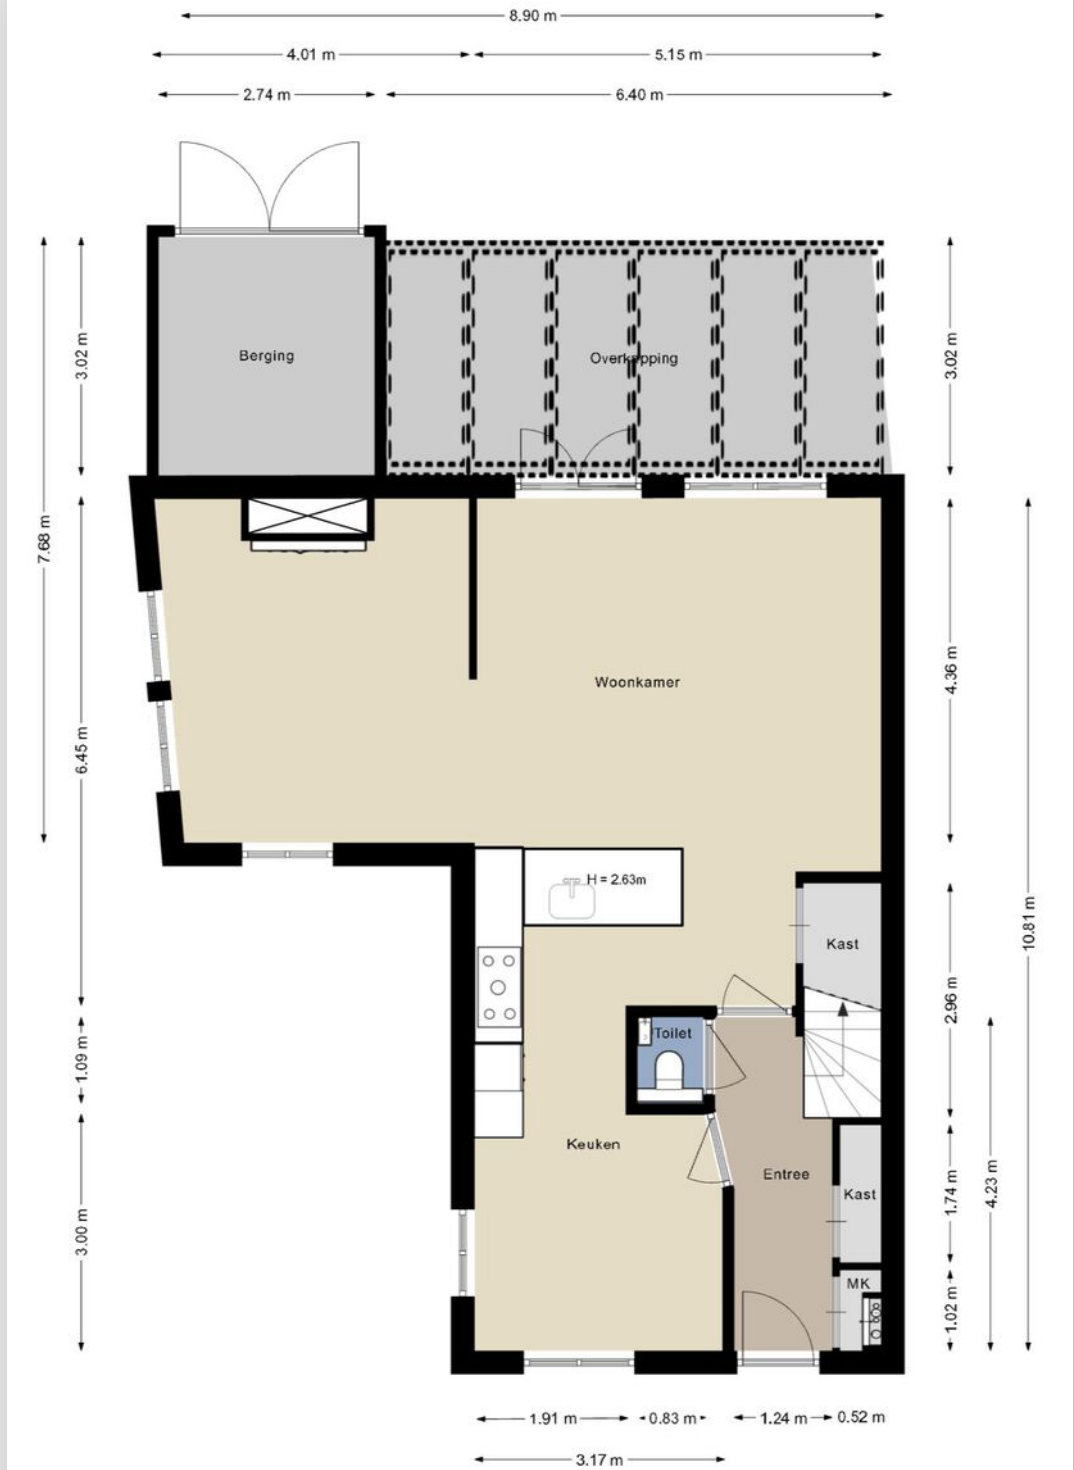 8.90 m
4.01 m
5.15 m
2.74 m
6.40 m
7.68 m
3.02 m
Berging
Overkapping
3.02 m
6.45 m
Woonkamer
4.36 m
H = 2.63m
Kast
10.81 m
2.96 m
1.09 m
Toilet
Keuken
Entree
Kast
1.74 m
4.23 m
3.00 m
MK
1.02 m
1.91 m
0.83 m
1.24 m
0.52 m
3.17 m